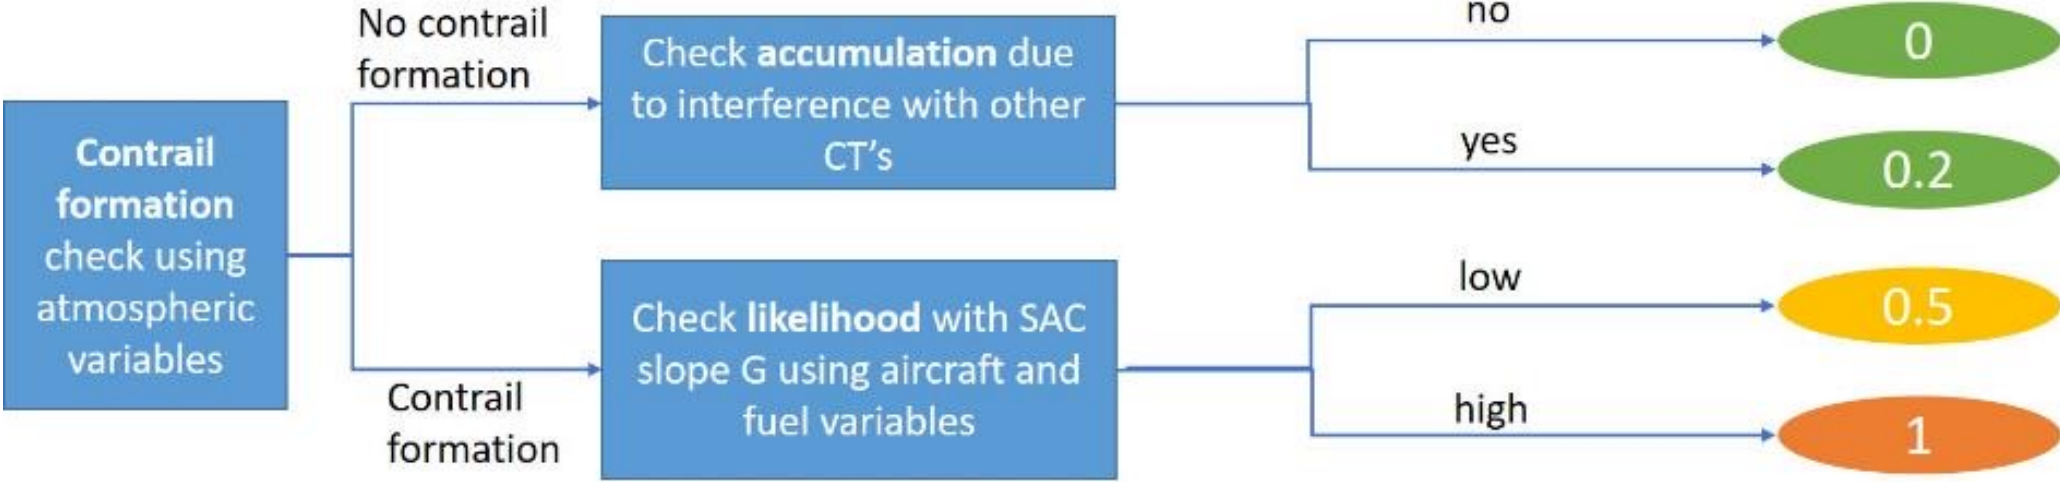 No contrail
formation
Contrail
formation
check using
atmospheric
variables
Contrail
formation
Check accumulation due
to interference with other
CT's
Check likelihood with SAC
slope G using aircraft and
fuel variables
no
yes
low
high
0
0.2
0.5
1